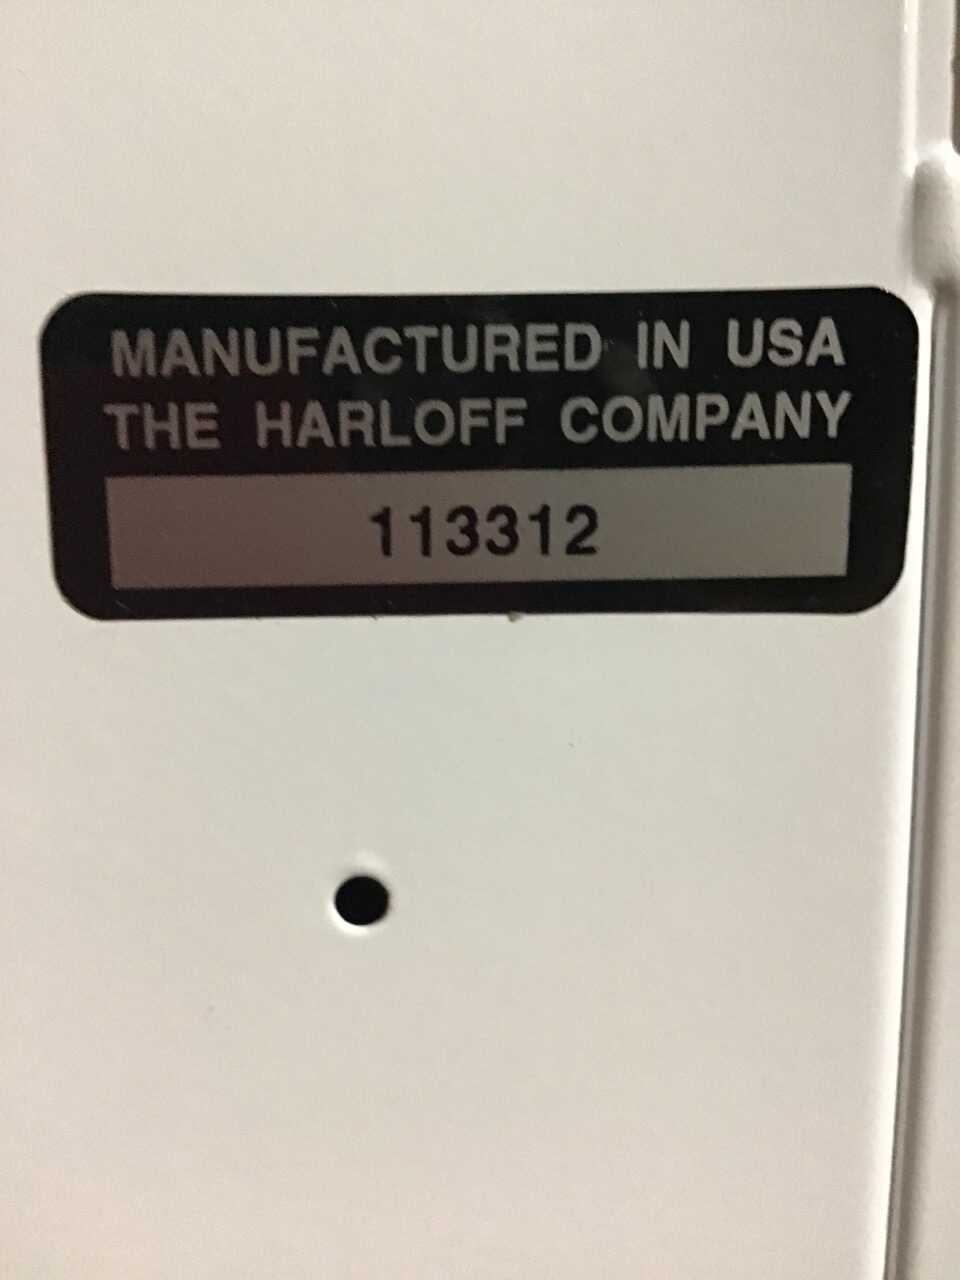 MANUFACTURED IN USA
THE HARLOFF COMPANY
113312